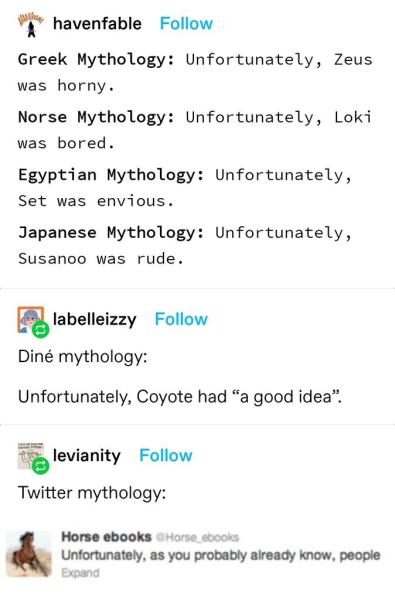 havenfable Follow
Greek Mythology: Unfortunately, Zeus
was horny.
Norse Mythology: Unfortunately, Loki
was bored.
Egyptian Mythology: Unfortunately,
Set was envious.
Japanese Mythology: Unfortunately,
Susanoo was rude.
labelleizzy Follow
Diné mythology:
Unfortunately, Coyote had “a good idea”.
levianity Follow
Twitter mythology:
Horse ebooks @Horse_ebooks
Unfortunately, as you probably already know, people
Expand